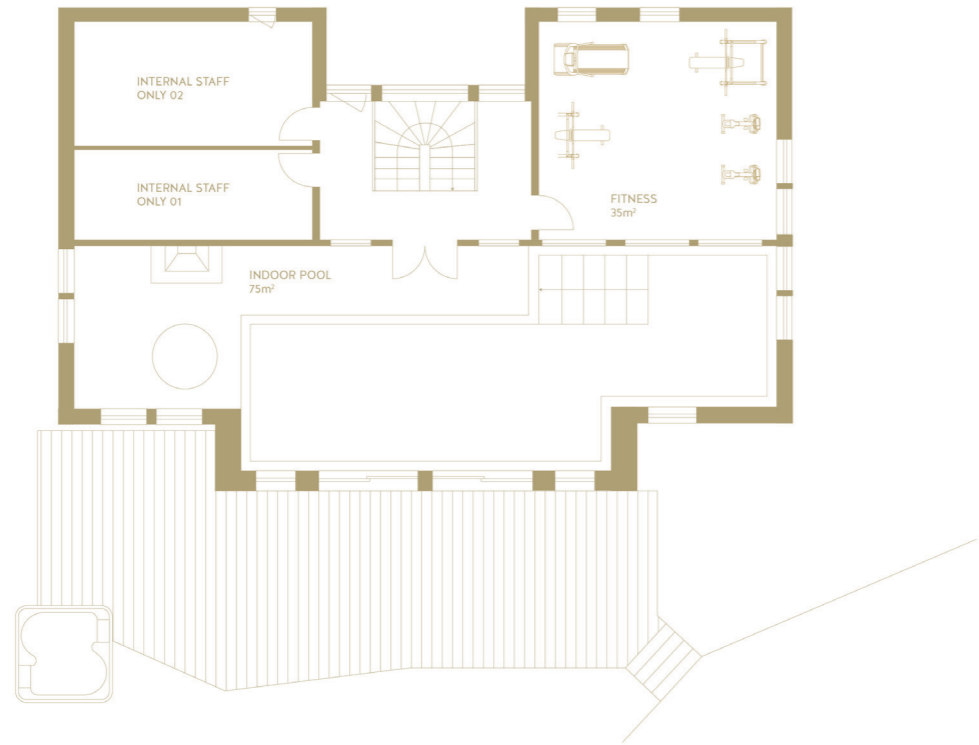 INTERNAL STAFF
ONLY 02
INTERNAL STAFF
ONLY 01
FITNESS
35m²
INDOOR POOL
75m²